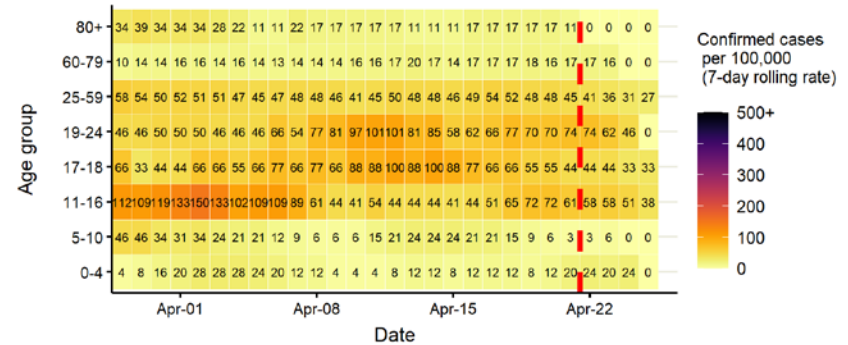 80+ 34 39 34 34 34 28 22 11 11 22 17 17 17 17 17 11 11 11 17 17 17 17 17 11 0 0 0 0
60-79 10 14 14 16 16 14 16 14 13 14 14 14 16 16 17 20 17 14 17 17 17 18 16 17 17 16 0 0
25-59 58 54 50 52 51 51 47 45 47 48 48 46 41 45 50 48 48 46 49 54 52 48 48 45 41 36 31 27
19-24 46 46 50 50 50 46 46 46 66 54 77 81 97 101 101 81 85 58 62 66 77 70 70 74 74 62 46 0
17-18 66 33 44 44 66 66 55 66 77 66 77 66 88 88 100 88 100 88 77 66 66 55 55 44 44 44 33 33
11-16 112 109 119 133 150 133 102 109 109 89 61 44 41 54 44 44 44 41 44 51 65 72 72 61 58 58 51 38
5-10 46 46 34 31 34 24 21 21 12 9 6 6 6 15 21 24 24 24 21 21 15 9 6 3 3 6 0 0
0-4 4 8 16 20 28 28 28 24 20 12 12 4 4 4 8 12 12 8 12 12 12 8 12 20 24 20 24 0
Apr-01 Apr-08 Apr-15 Apr-22
Date
Age group
Confirmed cases
per 100,000
(7-day rolling rate)
500+
400
300
200
100
0